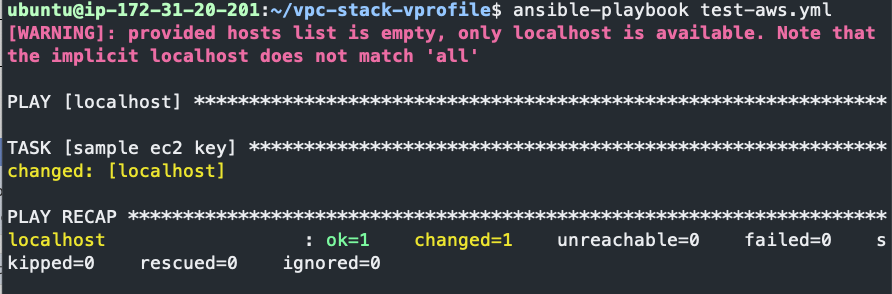 ubuntu@ip-172-31-20-201:~/vpc-stack-vprofile$ ansible-playbook test-aws.yml
[WARNING]: provided hosts list is empty, only localhost is available. Note that
the implicit localhost does not match 'all'
PLAY [localhost] ***************************************************************
TASK [sample ec2 key] **********************************************************
changed: [localhost]
PLAY RECAP *********************************************************************
localhost                  : ok=1    changed=1    unreachable=0    failed=0    s
kipped=0    rescued=0    ignored=0